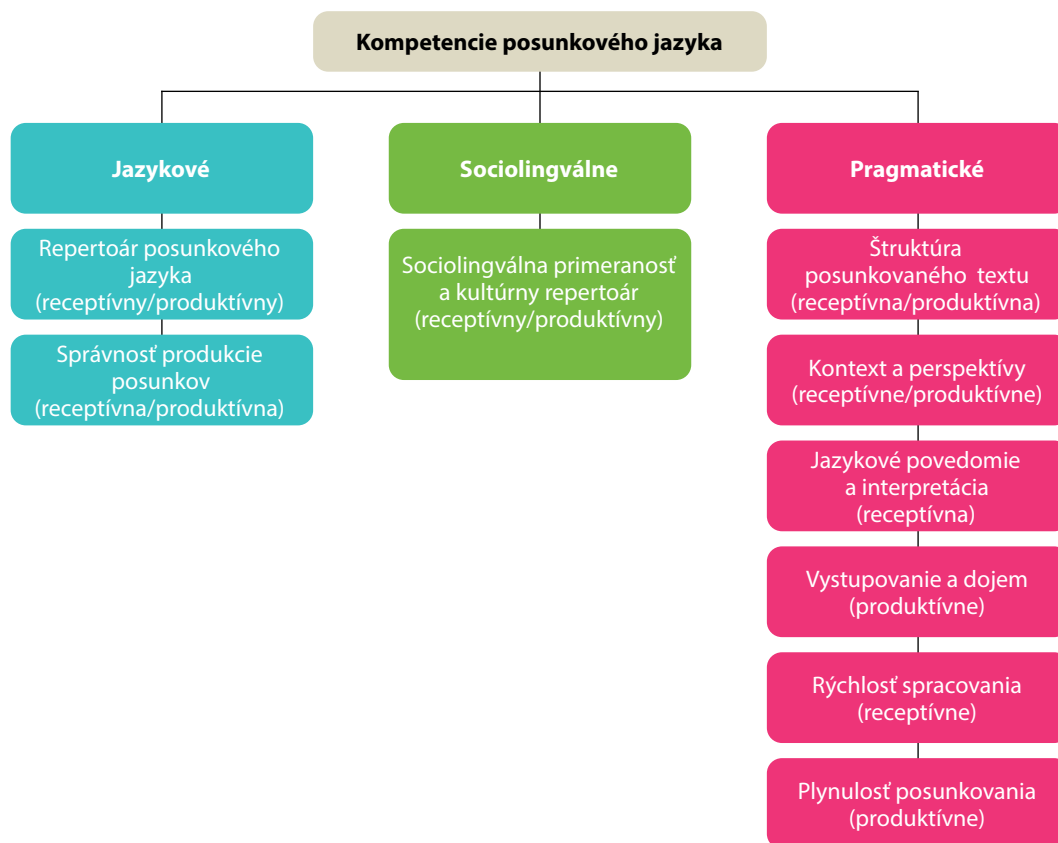 Kompetencie posunkového jazyka
Jazykové
Repertoár posunkového
jazyka
(receptívny/produktívny)
Správnosť produkcie
posunkov
(receptívna/produktívna)
Sociolingválne
Sociolingválna primeranosť
a kultúrny repertoár
(receptívny/produktívny)
Pragmatické
Štruktúra
posunkovaného textu
(receptívna/produktívna)
Kontext a perspektívy
(receptívne/produktívne)
Jazykové povedomie
a interpretácia
(receptívna)
Vystupovanie a dojem
(produktívne)
Rýchlosť spracovania
(receptívne)
Plynulosť posunkovania
(produktívne)